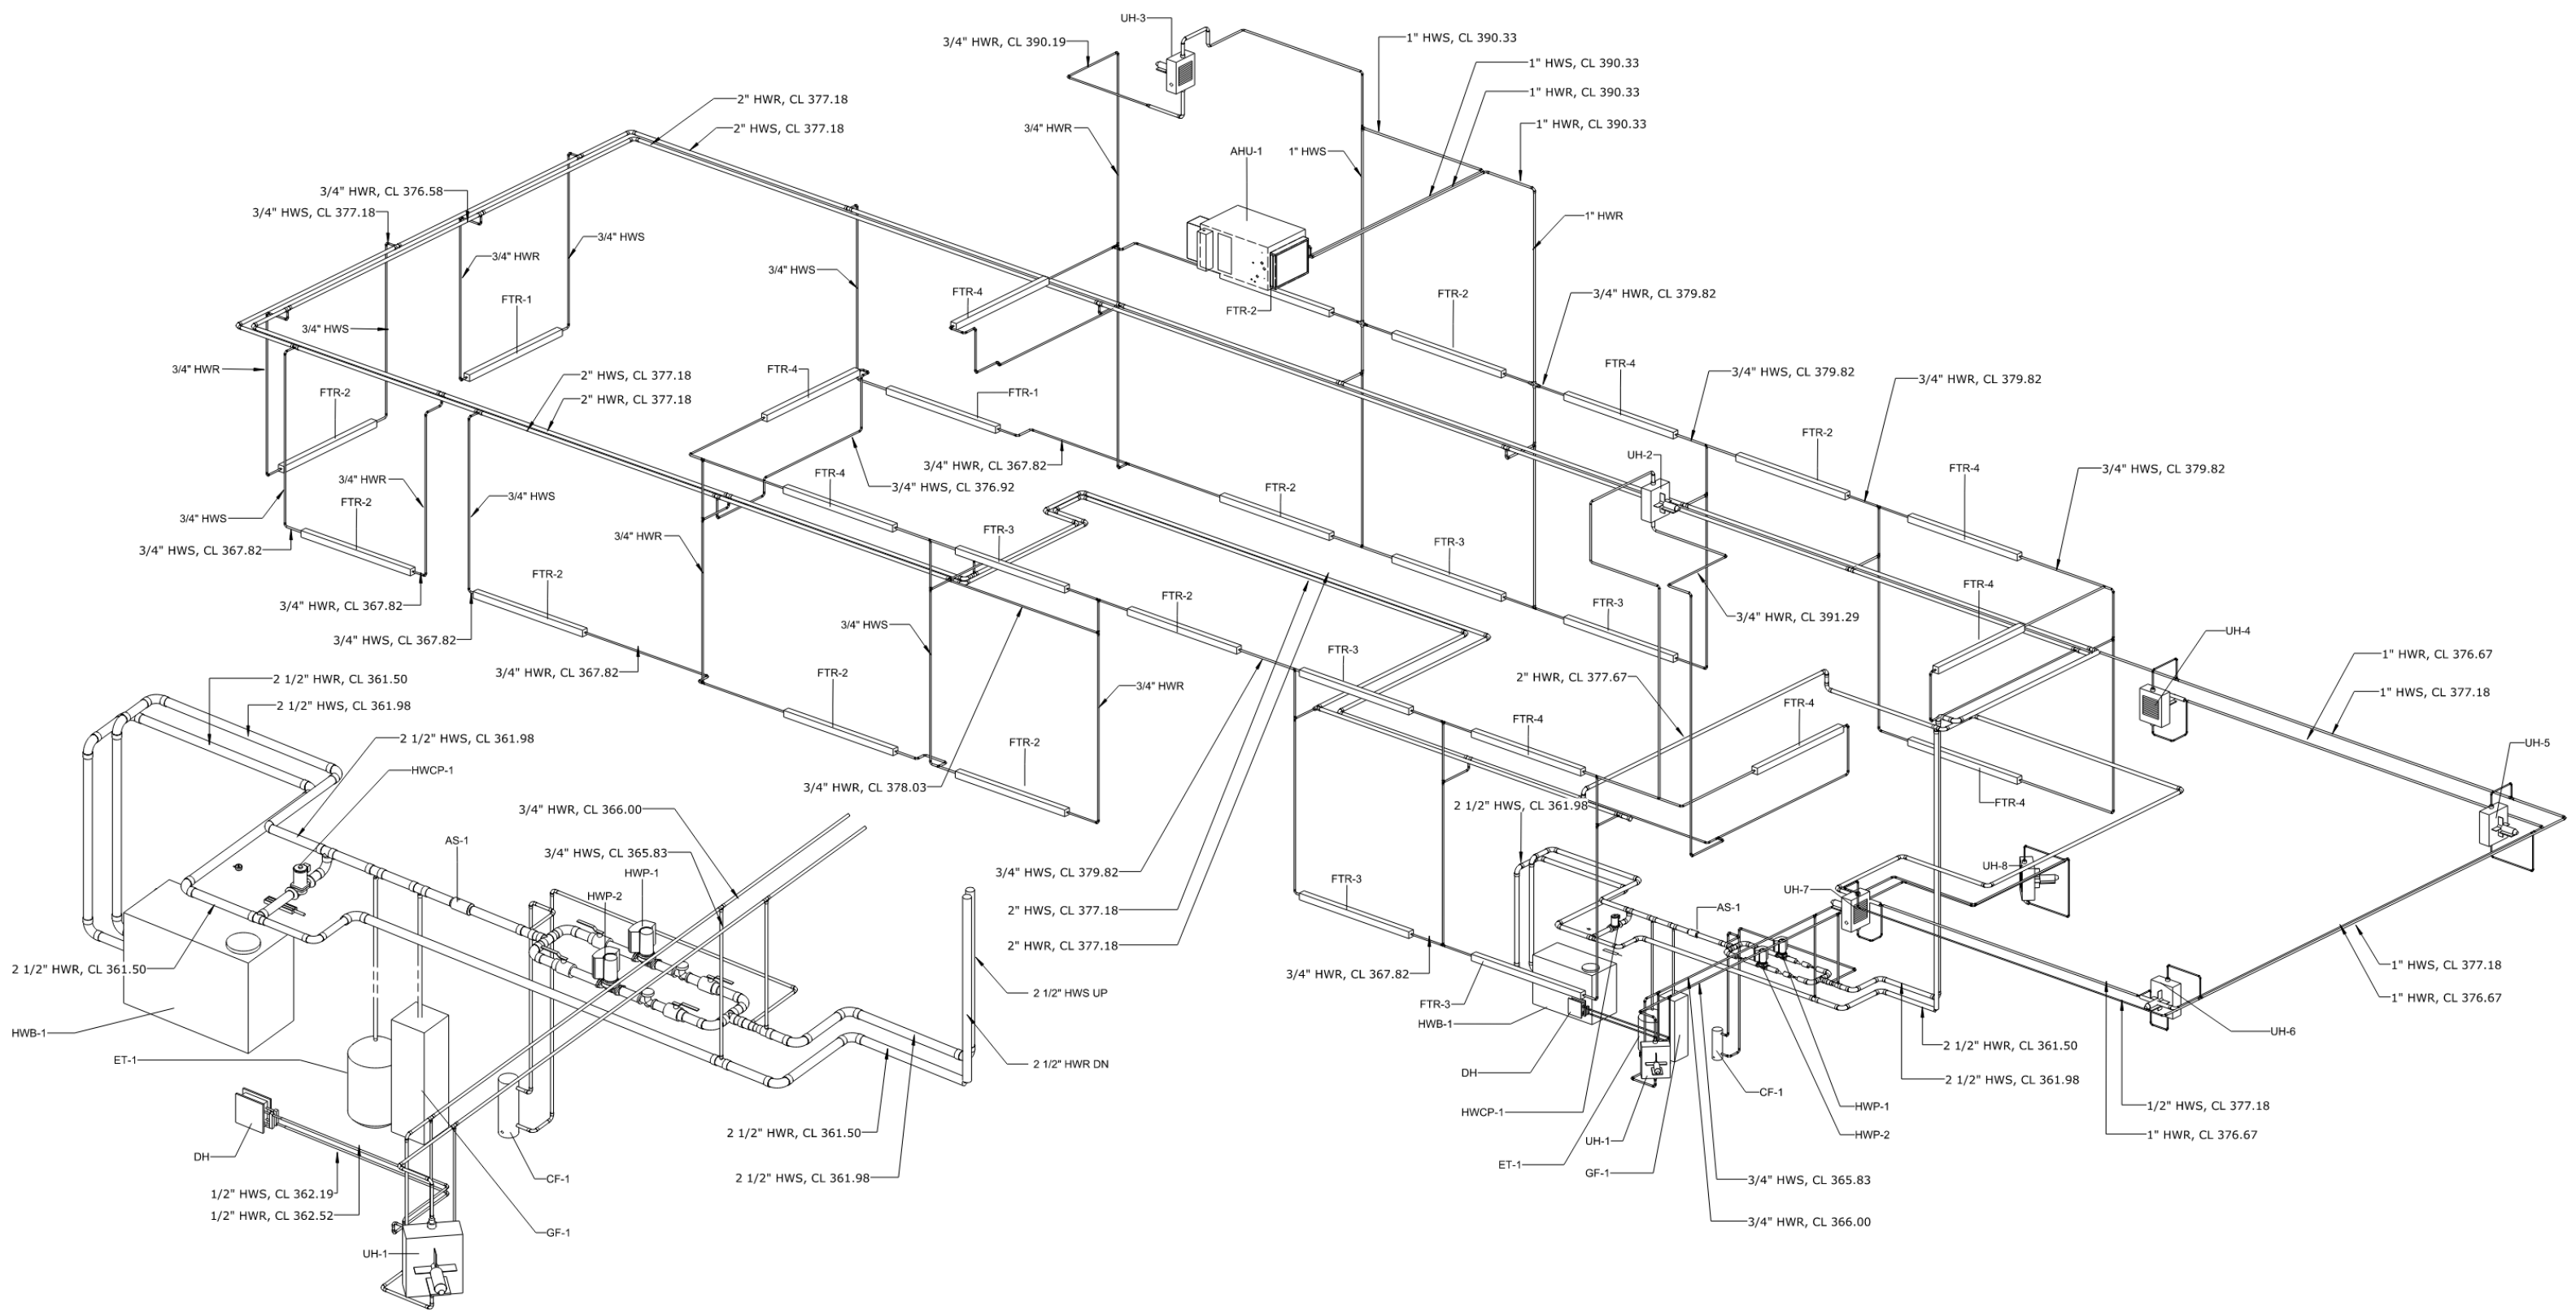 UH-3
3/4" HWR, CL 390.19
1" HWS, CL 390.33
1" HWS, CL 390.33
1" HWR, CL 390.33
1" HWR, CL 390.33
2" HWR, CL 377.18
2" HWS, CL 377.18
3/4" HWR
AHU-1
1" HWS
3/4" HWR, CL 376.58
3/4" HWS, CL 377.18
1" HWR
3/4" HWS
3/4" HWR
3/4" HWS
FTR-4
FTR-2
3/4" HWR, CL 379.82
FTR-1
FTR-2
3/4" HWS
3/4" HWR
FTR-4
FTR-4
3/4" HWS, CL 379.82
3/4" HWR, CL 379.82
2" HWS, CL 377.18
FTR-2
2" HWR, CL 377.18
FTR-1
FTR-2
UH-2
3/4" HWR, CL 367.82
FTR-4
FTR-4
3/4" HWS, CL 379.82
3/4" HWR
3/4" HWS, CL 376.92
FTR-2
3/4" HWS
FTR-2
3/4" HWS
3/4" HWR
FTR-3
FTR-3
3/4" HWS, CL 367.82
FTR-2
FTR-4
3/4" HWR, CL 367.82
FTR-2
FTR-3
3/4" HWR, CL 391.29
3/4" HWS
3/4" HWS, CL 367.82
UH-4
FTR-3
1" HWR, CL 376.67
3/4" HWR, CL 367.82
FTR-2
2" HWR, CL 377.67
2 1/2" HWR, CL 361.50
3/4" HWR
1" HWS, CL 377.18
2 1/2" HWS, CL 361.98
FTR-4
FTR-4
2 1/2" HWS, CL 361.98
FTR-2
UH-5
HWCP-1
3/4" HWR, CL 378.03
FTR-4
3/4" HWR, CL 366.00
2 1/2" HWS, CL 361.98
AS-1
3/4" HWS, CL 365.83
HWP-1
3/4" HWS, CL 379.82
UH-8
FTR-3
HWP-2
UH-7
2" HWS, CL 377.18
AS-1
2" HWR, CL 377.18
2 1/2" HWR, CL 361.50
3/4" HWR, CL 367.82
1" HWS, CL 377.18
2 1/2" HWS UP
1" HWR, CL 376.67
FTR-3
HWB-1
HWB-1
UH-6
2 1/2" HWR, CL 361.50
ET-1
2 1/2" HWR DN
DH
2 1/2" HWS, CL 361.98
CF-1
HWCP-1
HWP-1
1/2" HWS, CL 377.18
2 1/2" HWR, CL 361.50
UH-1
HWP-2
1" HWR, CL 376.67
DH
ET-1
GF-1
2 1/2" HWS, CL 361.98
CF-1
3/4" HWS, CL 365.83
1/2" HWS, CL 362.19
1/2" HWR, CL 362.52
3/4" HWR, CL 366.00
GF-1
UH-1